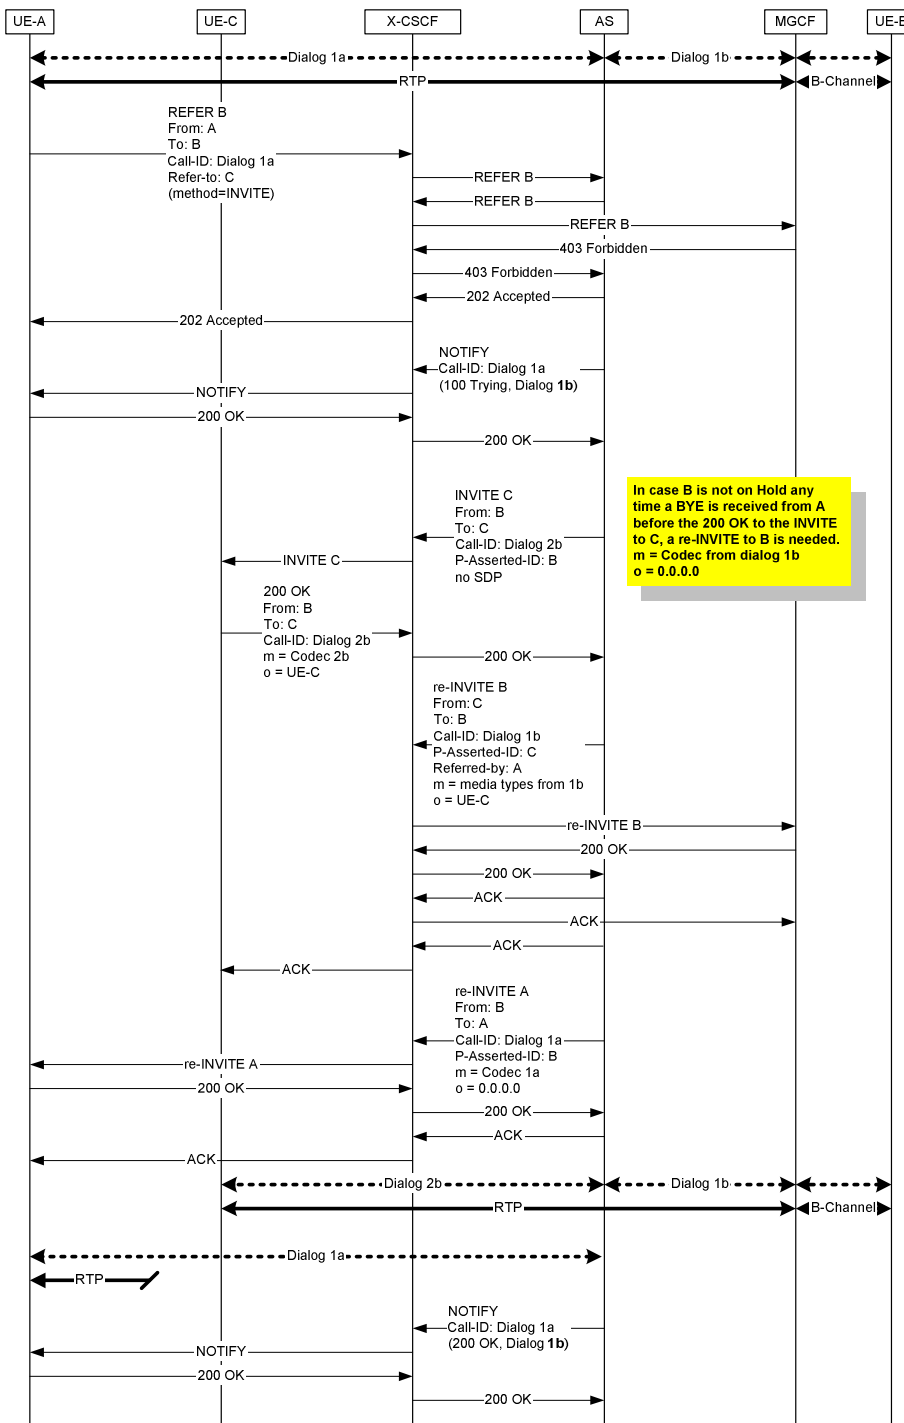 UE-A
UE-C
X-CSCF
AS
MGCF
UE-B
Dialog 1a
Dialog 1b
RTP
B-Channel
REFER B
From: A
To: B
Call-ID: Dialog 1a
Refer-to: C
(method=INVITE)
REFER B
REFER B
REFER B
403 Forbidden
403 Forbidden
202 Accepted
202 Accepted
NOTIFY
Call-ID: Dialog 1a
(100 Trying, Dialog 1b)
NOTIFY
200 OK
200 OK
In case B is not on Hold any
time a BYE is received from A
before the 200 OK to the INVITE
to C, a re-INVITE to B is needed.
m = Codec from dialog 1b
o = 0.0.0.0
INVITE C
From: B
To: C
Call-ID: Dialog 2b
P-Asserted-ID: B
no SDP
INVITE C
200 OK
From: B
To: C
Call-ID: Dialog 2b
m = Codec 2b
o = UE-C
200 OK
re-INVITE B
From: C
To: B
Call-ID: Dialog 1b
P-Asserted-ID: C
Referred-by: A
m = media types from 1b
o = UE-C
re-INVITE B
200 OK
200 OK
ACK
ACK
ACK
ACK
re-INVITE A
From: B
To: A
Call-ID: Dialog 1a
P-Asserted-ID: B
m = Codec 1a
o = 0.0.0.0
re-INVITE A
200 OK
200 OK
ACK
ACK
Dialog 2b
Dialog 1b
RTP
B-Channel
Dialog 1a
RTP
NOTIFY
Call-ID: Dialog 1a
(200 OK, Dialog 1b)
NOTIFY
200 OK
200 OK